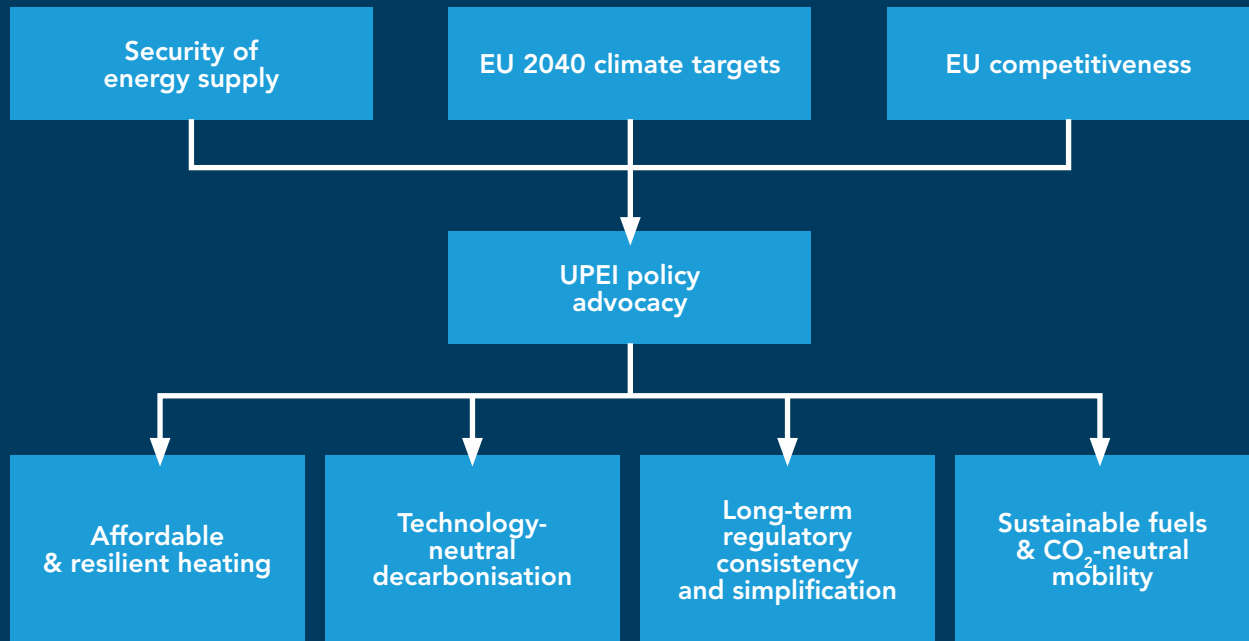 Security of
energy supply
EU 2040 climate targets
EU competitiveness
UPEI policy
advocacy
Affordable
& resilient heating
Technology-
neutral
decarbonisation
Long-term
regulatory
consistency
and simplification
Sustainable fuels
& CO₂-neutral
mobility